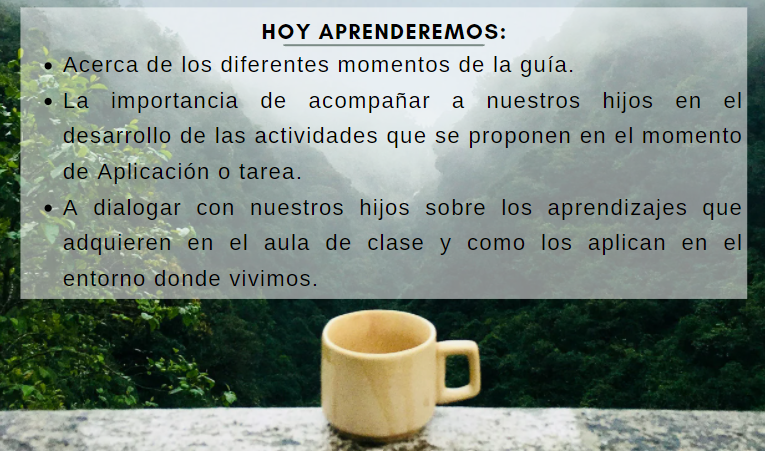 HOY APRENDEREMOS:
• Acerca de los diferentes momentos de la guía.
• La importancia de acompañar a nuestros hijos en el
desarrollo de las actividades que se proponen en el momento
de Aplicación o tarea.
• A dialogar con nuestros hijos sobre los aprendizajes que
adquieren en el aula de clase y como los aplican en el
entorno donde vivimos.